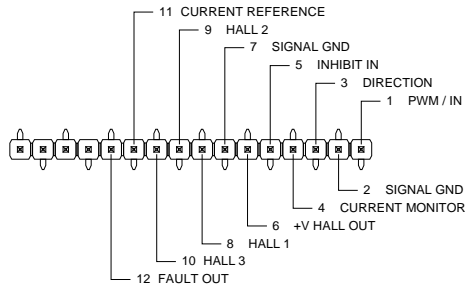 11 CURRENT REFERENCE
9 HALL 2
7 SIGNAL GND
5 INHIBIT IN
3 DIRECTION
1 PWM / IN
2 SIGNAL GND
4 CURRENT MONITOR
6 +V HALL OUT
8 HALL 1
10 HALL 3
12 FAULT OUT